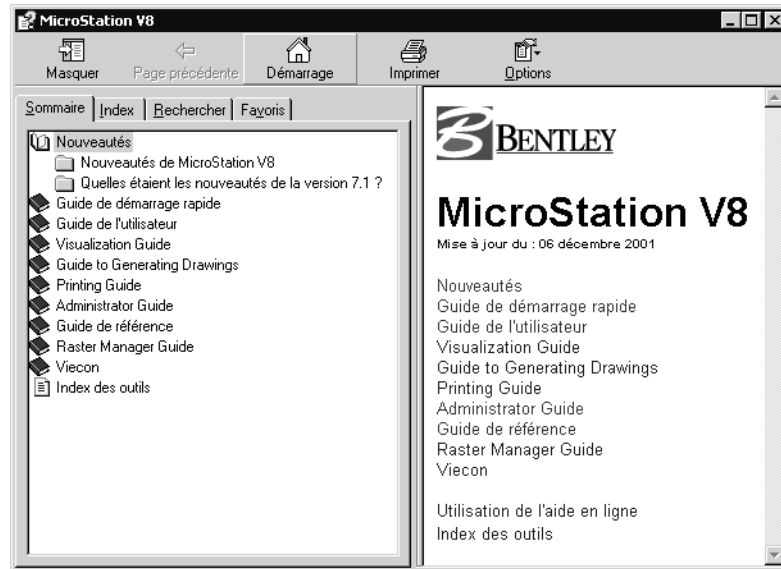 MicroStation V8
Masquer Page précédente Démarrage Imprimer Options
Sommaire Index Rechercher Favoris
Nouveautés
Nouveautés de MicroStation V8
Quelles étaient les nouveautés de la version 7.1 ?
Guide de démarrage rapide
Guide de l'utilisateur
Visualization Guide
Guide to Generating Drawings
Printing Guide
Administrator Guide
Guide de référence
Raster Manager Guide
Viecon
Index des outils
B BENTLEY
MicroStation V8
Mise à jour du : 06 décembre 2001
Nouveautés
Guide de démarrage rapide
Guide de l'utilisateur
Visualization Guide
Guide to Generating Drawings
Printing Guide
Administrator Guide
Guide de référence
Raster Manager Guide
Viecon
Utilisation de l'aide en ligne
Index des outils